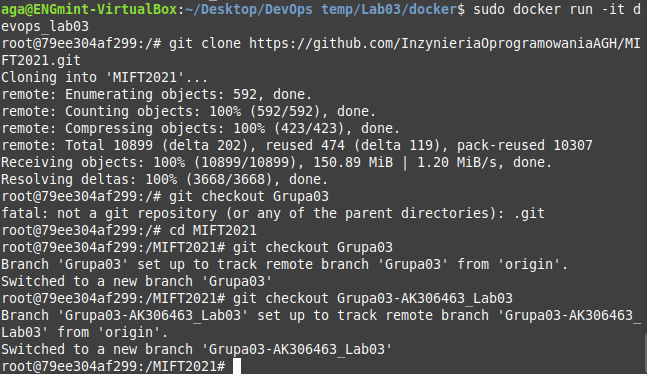 aga@ENGmint-VirtualBox:~/Desktop/DevOps temp/Lab03/docker$ sudo docker run -it d
evops_lab03
root@79ee304af299:/# git clone https://github.com/InzynieriaOprogramowaniaAGH/MI
FT2021.git
Cloning into 'MIFT2021'...
remote: Enumerating objects: 592, done.
remote: Counting objects: 100% (592/592), done.
remote: Compressing objects: 100% (423/423), done.
remote: Total 10899 (delta 202), reused 474 (delta 119), pack-reused 10307
Receiving objects: 100% (10899/10899), 150.89 MiB | 1.20 MiB/s, done.
Resolving deltas: 100% (3668/3668), done.
root@79ee304af299:/# git checkout Grupa03
fatal: not a git repository (or any of the parent directories): .git
root@79ee304af299:/# cd MIFT2021
root@79ee304af299:/MIFT2021# git checkout Grupa03
Branch 'Grupa03' set up to track remote branch 'Grupa03' from 'origin'.
Switched to a new branch 'Grupa03'
root@79ee304af299:/MIFT2021# git checkout Grupa03-AK306463_Lab03
Branch 'Grupa03-AK306463_Lab03' set up to track remote branch 'Grupa03-AK306463_
Lab03' from 'origin'.
Switched to a new branch 'Grupa03-AK306463_Lab03'
root@79ee304af299:/MIFT2021#